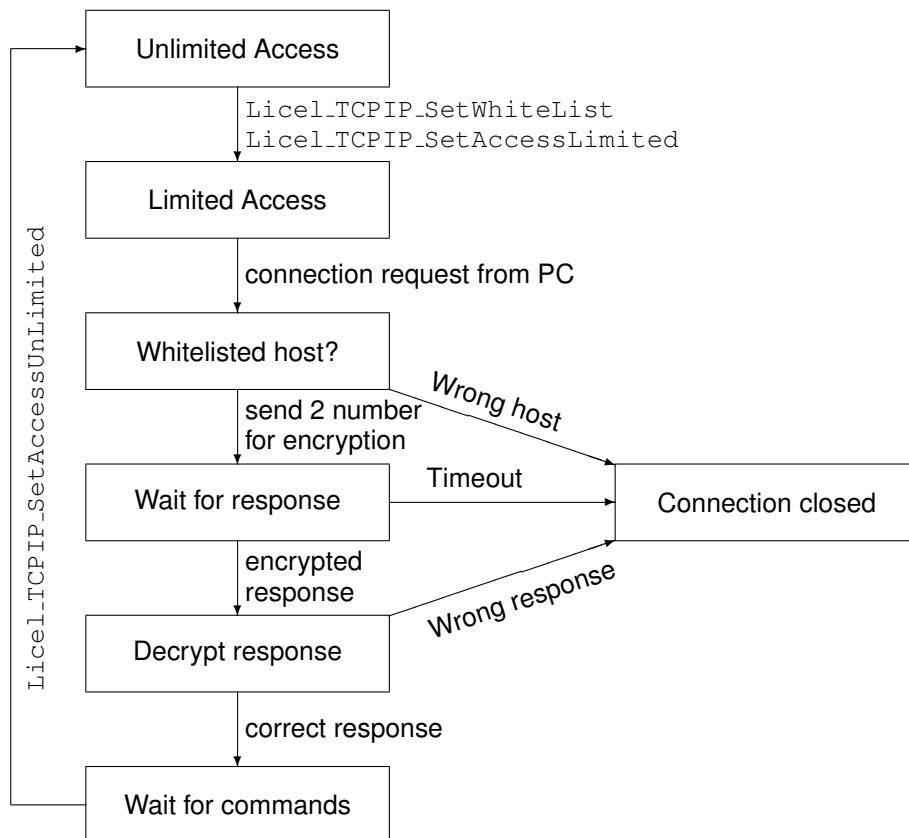 Unlimited Access
Licel_TCPIP_SetWhiteList
Licel_TCPIP_SetAccessLimited
Limited Access
connection request from PC
Whitelisted host?
Wrong host
send 2 number
for encryption
Timeout
Wait for response
Connection closed
encrypted
response
Wrong response
Decrypt response
correct response
Wait for commands
Licel_TCPIP_SetAccessUnLimited